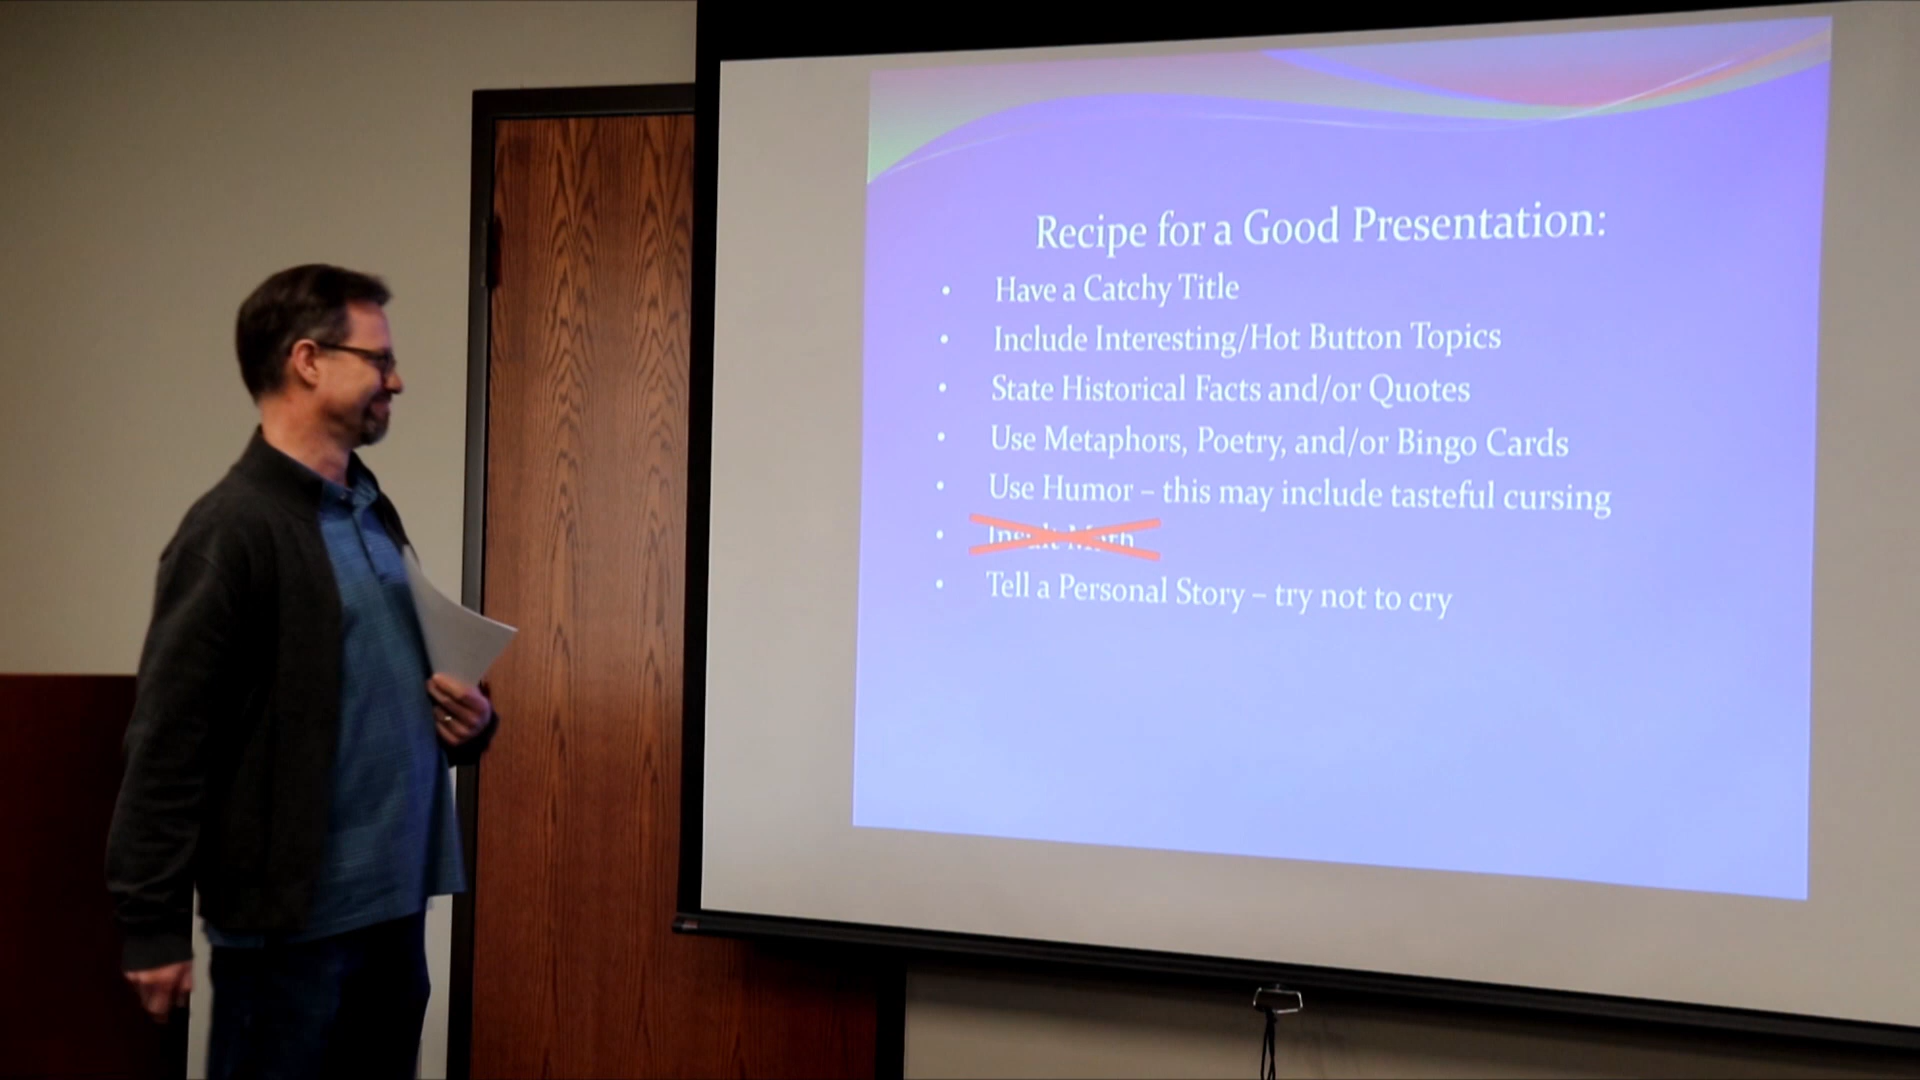 Recipe for a Good Presentation:
• Have a Catchy Title
• Include Interesting/Hot Button Topics
• State Historical Facts and/or Quotes
• Use Metaphors, Poetry, and/or Bingo Cards
• Use Humor – this may include tasteful cursing
• Insult Math
• Tell a Personal Story – try not to cry